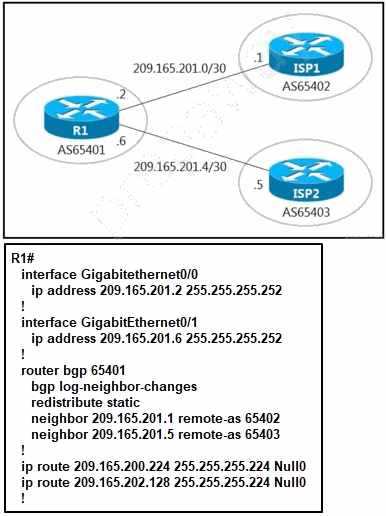 209.165.201.0/30
.1
ISP1
AS65402
.2
R1
.6
AS65401
209.165.201.4/30
.5
ISP2
AS65403
R1#
interface Gigabitethernet0/0
ip address 209.165.201.2 255.255.255.252
!
interface GigabitEthernet0/1
ip address 209.165.201.6 255.255.255.252
!
router bgp 65401
bgp log-neighbor-changes
redistribute static
neighbor 209.165.201.1 remote-as 65402
neighbor 209.165.201.5 remote-as 65403
!
ip route 209.165.200.224 255.255.255.224 Null0
ip route 209.165.202.128 255.255.255.224 Null0
!